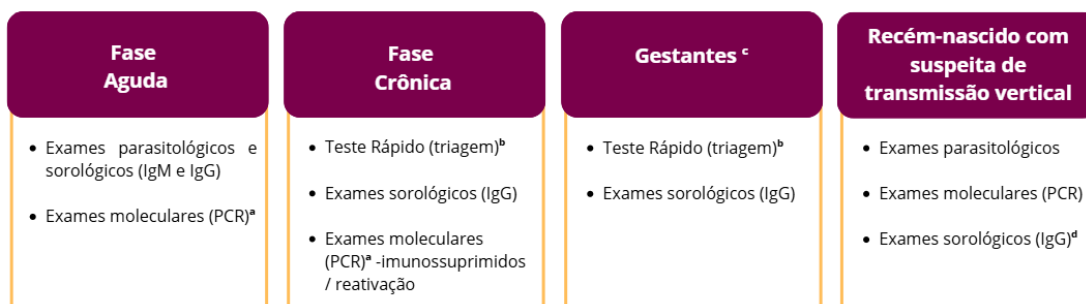 Fase
Aguda
• Exames parasitológicos e
sorológicos (IgM e IgG)
• Exames moleculares (PCR)ᵃ
Fase
Crônica
• Teste Rápido (triagem)ᵇ
• Exames sorológicos (IgG)
• Exames moleculares
(PCR)ᵃ -imunossuprimidos
/ reativação
Gestantes ᶜ
• Teste Rápido (triagem)ᵇ
• Exames sorológicos (IgG)
Recém-nascido com
suspeita de
transmissão vertical
• Exames parasitológicos
• Exames moleculares (PCR)
• Exames sorológicos (IgG)ᵈ